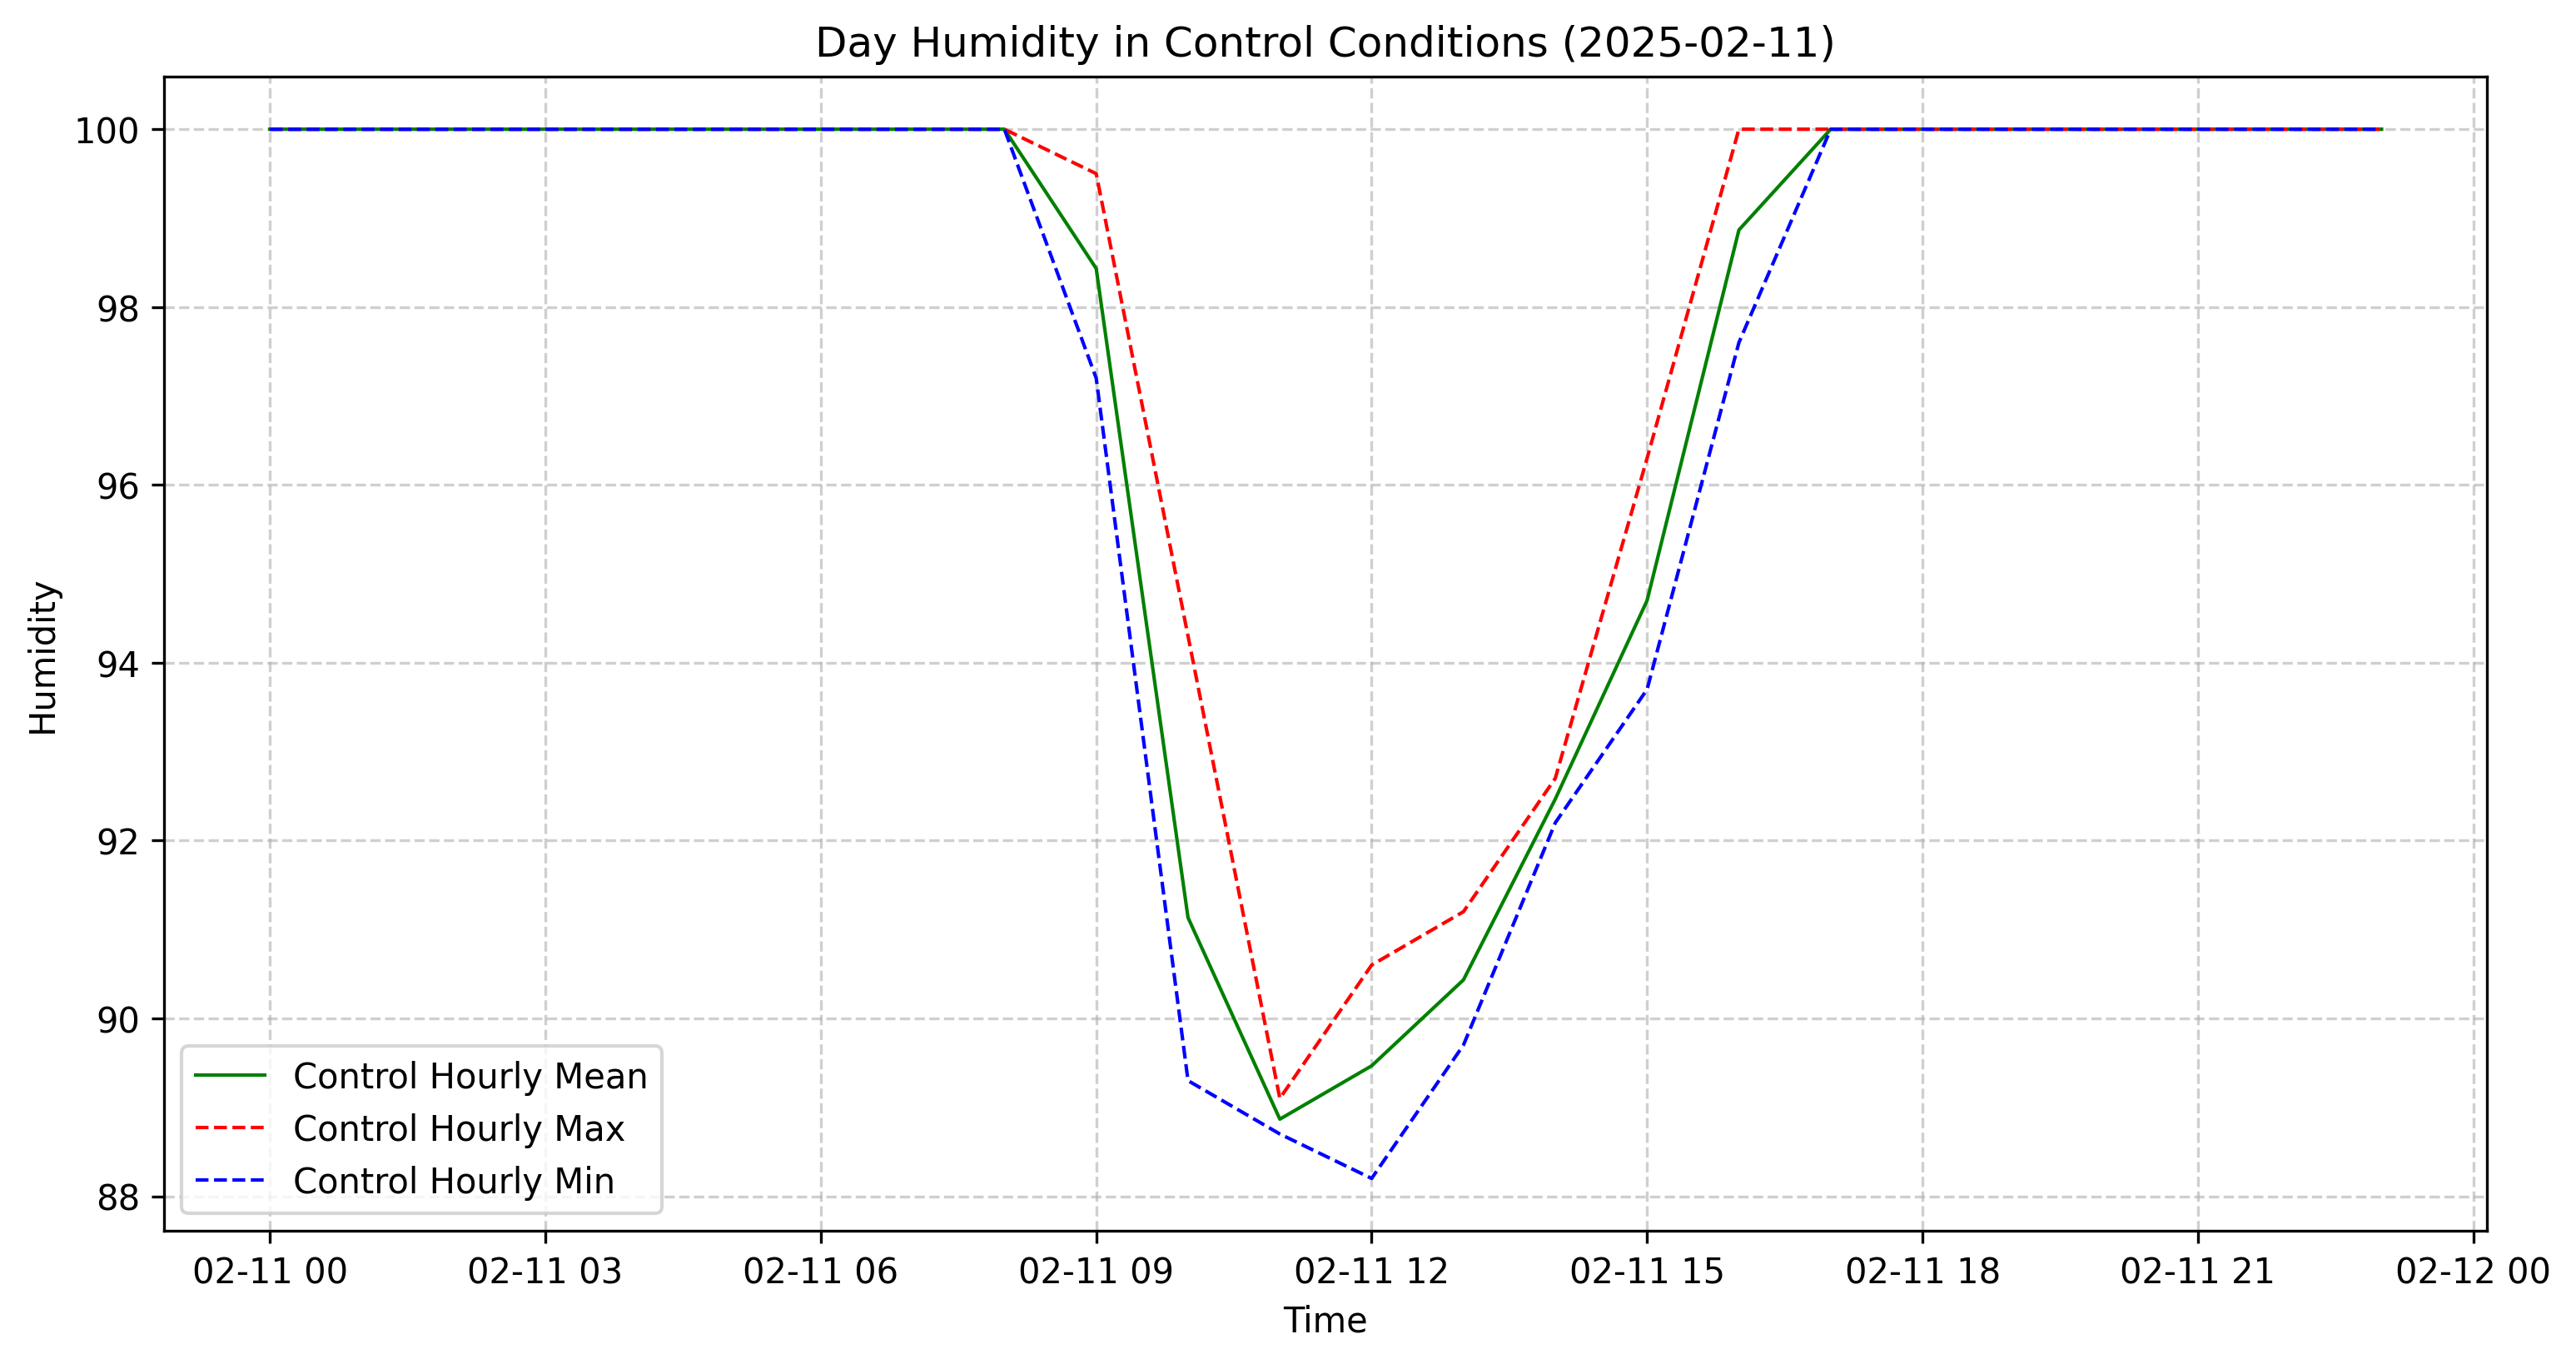 Day Humidity in Control Conditions (2025-02-11)
Humidity
100
98
96
94
92
90
88
Control Hourly Mean
Control Hourly Max
Control Hourly Min
02-11 00
02-11 03
02-11 06
02-11 09
02-11 12
02-11 15
02-11 18
02-11 21
02-12 00
Time